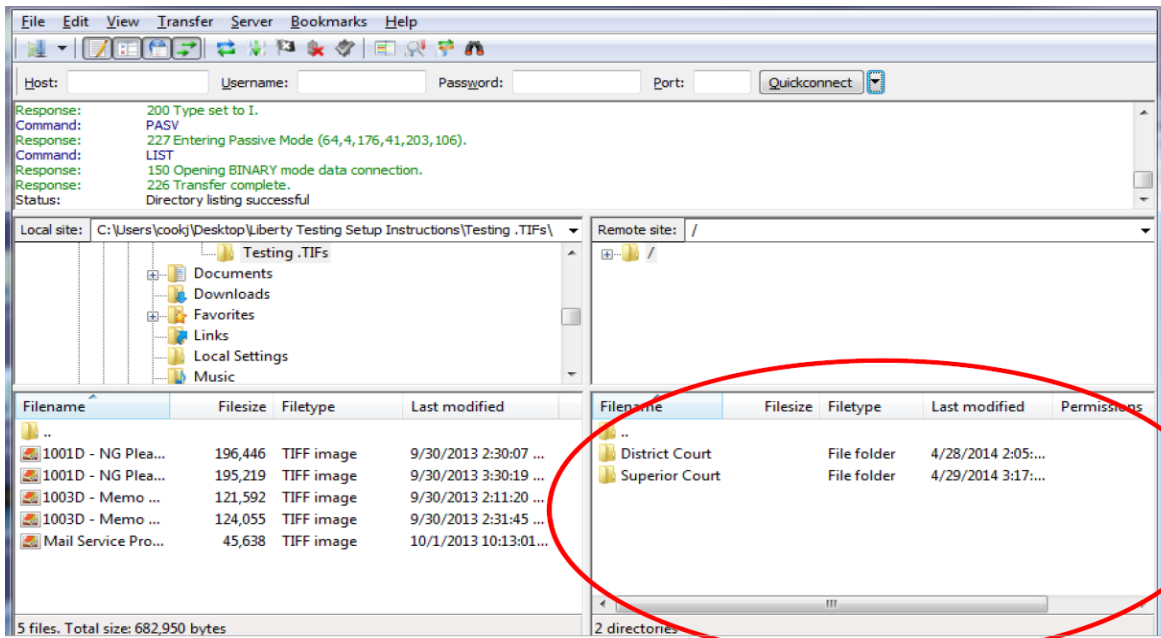 File Edit View Transfer Server Bookmarks Help
Host: Username: Password: Port: Quickconnect
Response: 200 Type set to I.
Command: PASV
Response: 227 Entering Passive Mode (64,4,176,41,203,106).
Command: LIST
Response: 150 Opening BINARY mode data connection.
Response: 226 Transfer complete.
Status: Directory listing successful
Local site: C:\Users\cookj\Desktop\Liberty Testing Setup Instructions\Testing .TIFs\
Testing .TIFs
Documents
Downloads
Favorites
Links
Local Settings
Music
Remote site: /
/
Filename Filesize Filetype Last modified
..
1001D - NG Plea... 196,446 TIFF image 9/30/2013 2:30:07 ...
1001D - NG Plea... 195,219 TIFF image 9/30/2013 3:30:19 ...
1003D - Memo ... 121,592 TIFF image 9/30/2013 2:11:20 ...
1003D - Memo ... 124,055 TIFF image 9/30/2013 2:31:45 ...
Mail Service Pro... 45,638 TIFF image 10/1/2013 10:13:01...
5 files. Total size: 682,950 bytes
Filename Filesize Filetype Last modified Permissions
..
District Court File folder 4/28/2014 2:05:...
Superior Court File folder 4/29/2014 3:17:...
2 directories